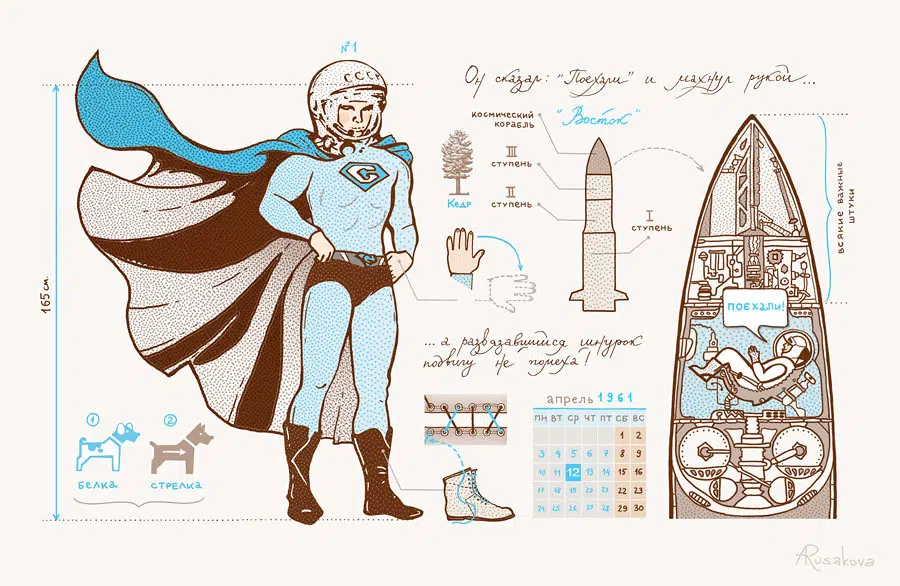 №1
СССР
G
165 см.
① ②
БЕЛКА СТРЕЛКА
Он сказал: "Поехали" и махнул рукой...
"Восток"
космический
корабль
III
ступень
II
ступень
I
ступень
Кедр
...а развязавшийся шнурок
подвигу не помеха!
апрель 1961
ПН ВТ СР ЧТ ПТ СБ ВС
1 2
3 4 5 6 7 8 9
10 11 12 13 14 15 16
17 18 19 20 21 22 23
24 25 26 27 28 29 30
ПОЕХАЛИ!
всякие важные
штуки
ARusakova